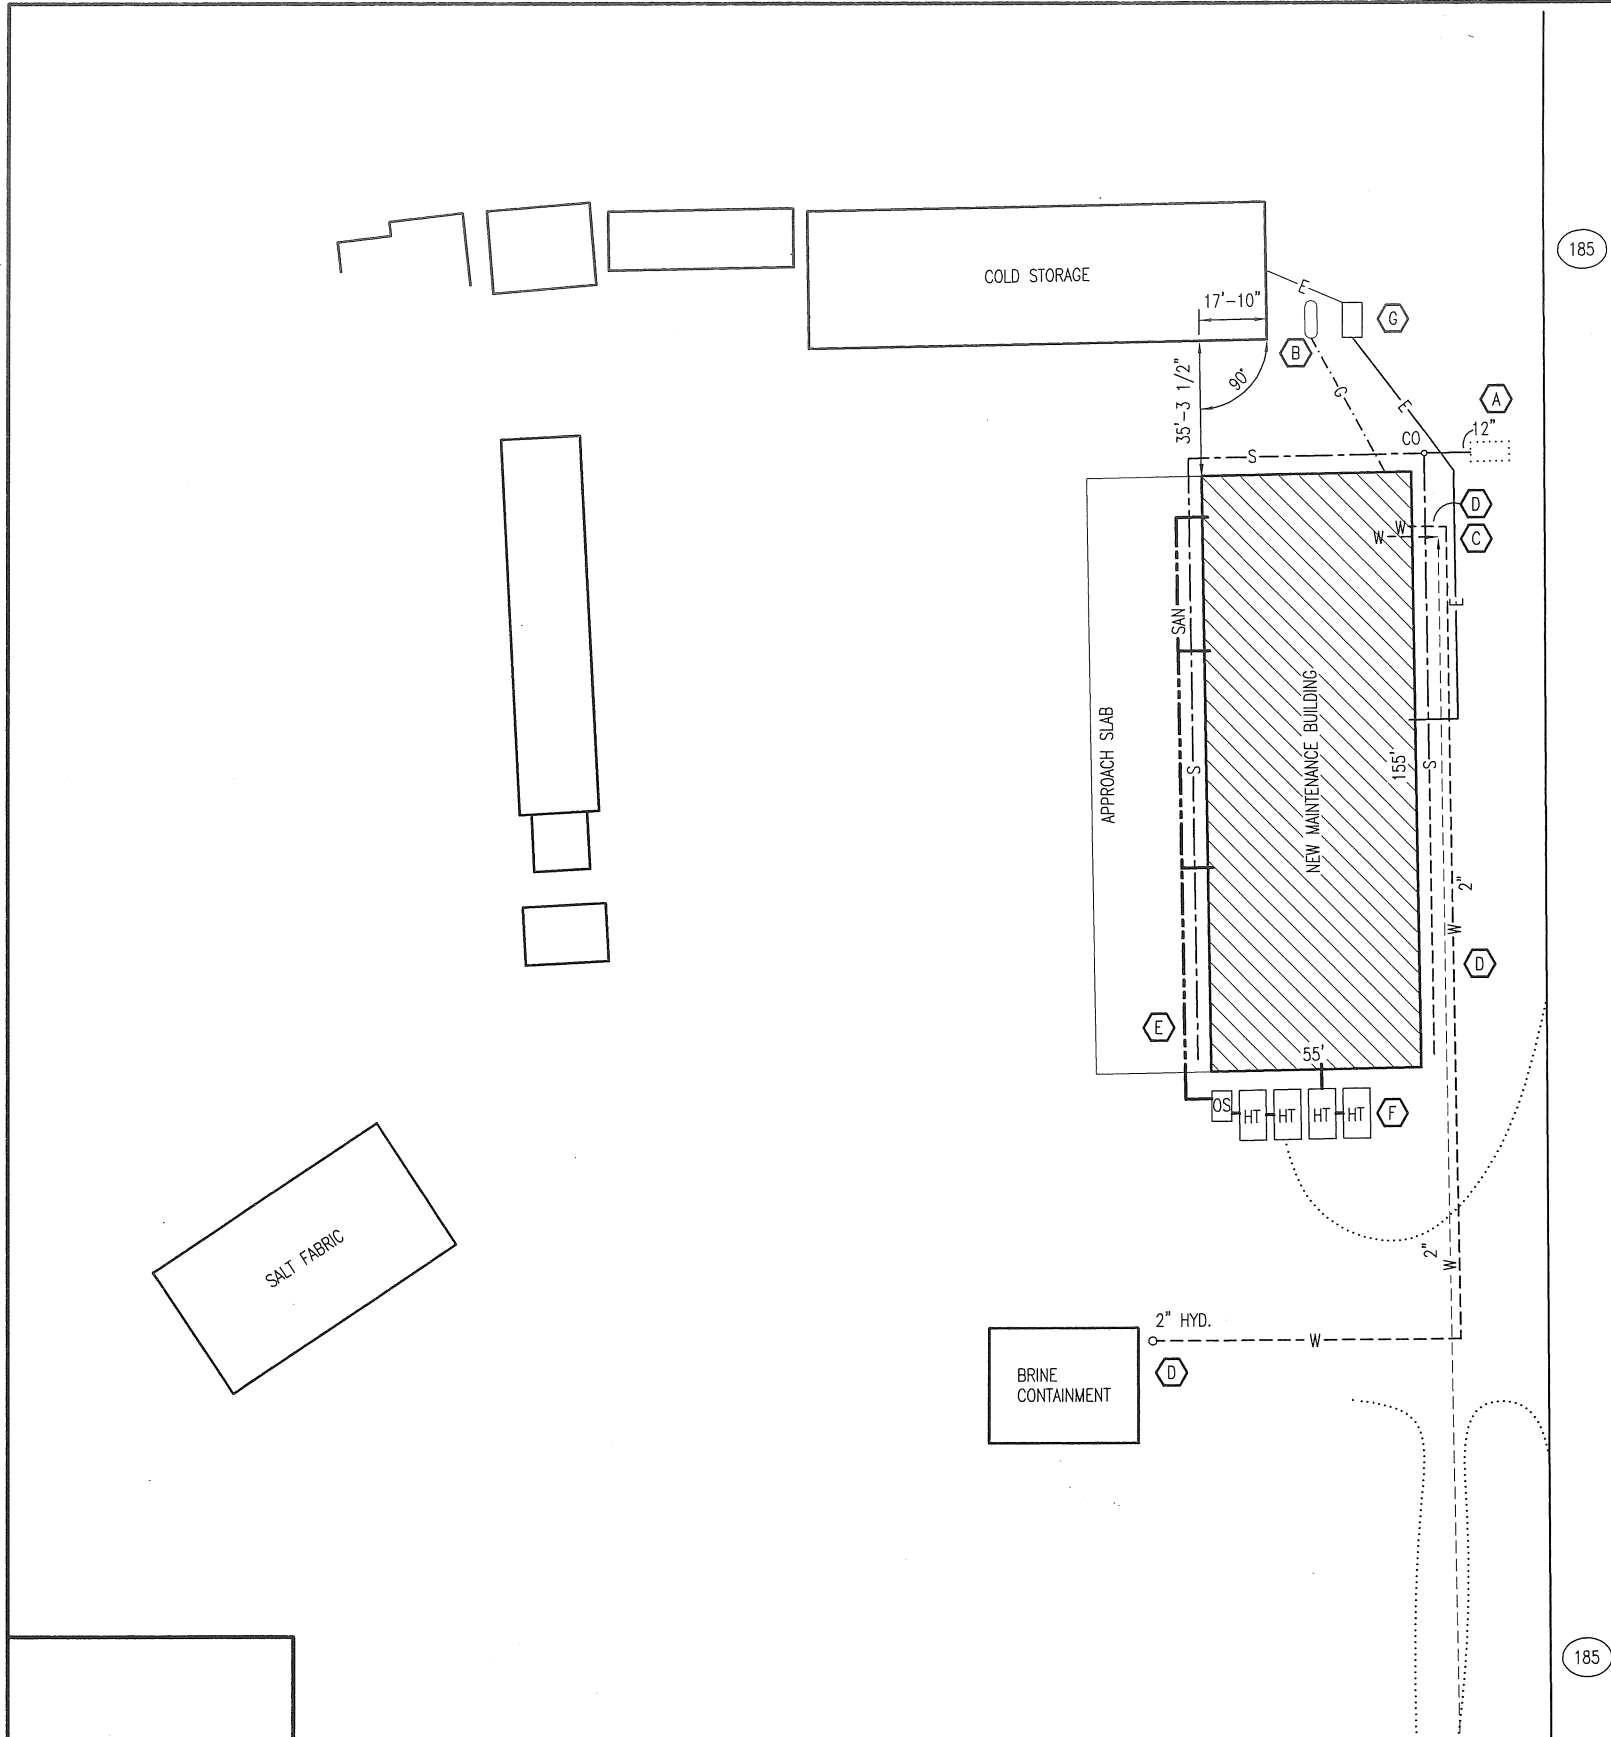 185
COLD STORAGE
E
17'-10"
G
B
35'-3 1/2"
90°
G
E
A
12"
CO
S
D
W
W
C
E
SAN
NEW MAINTENANCE BUILDING
APPROACH SLAB
155'
S
S
2"
W
D
E
55'
OS
HT
HT
HT
HT
F
SALT FABRIC
2"
W
2" HYD.
W
D
BRINE
CONTAINMENT
185